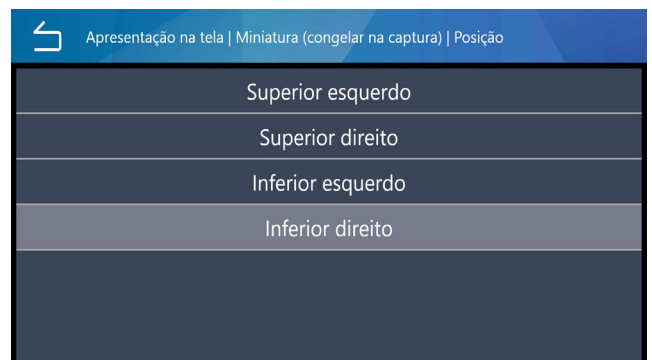 Apresentação na tela | Miniatura (congelar na captura) | Posição
Superior esquerdo
Superior direito
Inferior esquerdo
Inferior direito